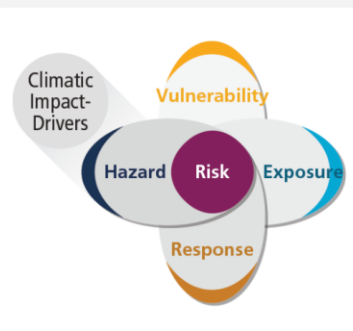 Climatic
Impact-
Drivers
Vulnerability
Hazard
Risk
Exposure
Response